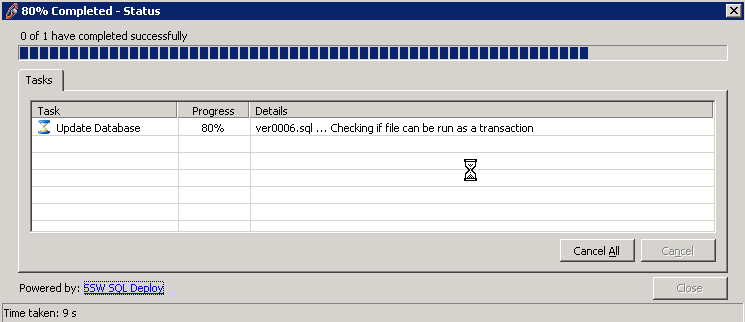 80% Completed - Status
0 of 1 have completed successfully
Tasks
Task Progress Details
Update Database 80% ver0006.sql ... Checking if file can be run as a transaction
Cancel All Cancel
Powered by: SSW SQL Deploy Close
Time taken: 9 s